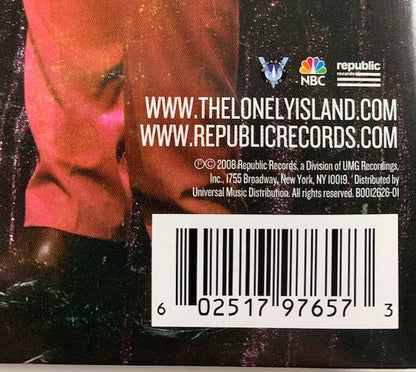 NBC
republic
records
WWW.THELONELYISLAND.COM
WWW.REPUBLICRECORDS.COM
℗© 2008 Republic Records, a Division of UMG Recordings,
Inc., 1755 Broadway, New York, NY 10019. Distributed by
Universal Music Distribution. All rights reserved. B0012626-01
6 02517 97657 3